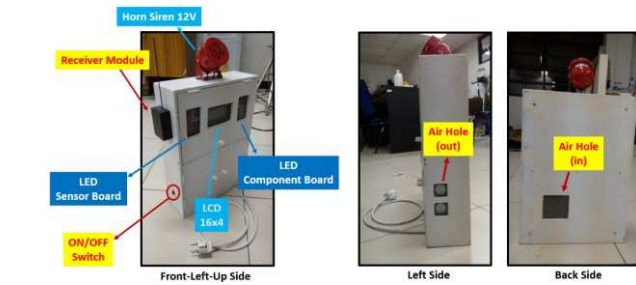 Horn Siren 12V
Receiver Module
LED
Sensor Board
LCD
16x4
LED
Component Board
ON/OFF
Switch
Front-Left-Up Side
Air Hole
(out)
Left Side
Air Hole
(in)
Back Side